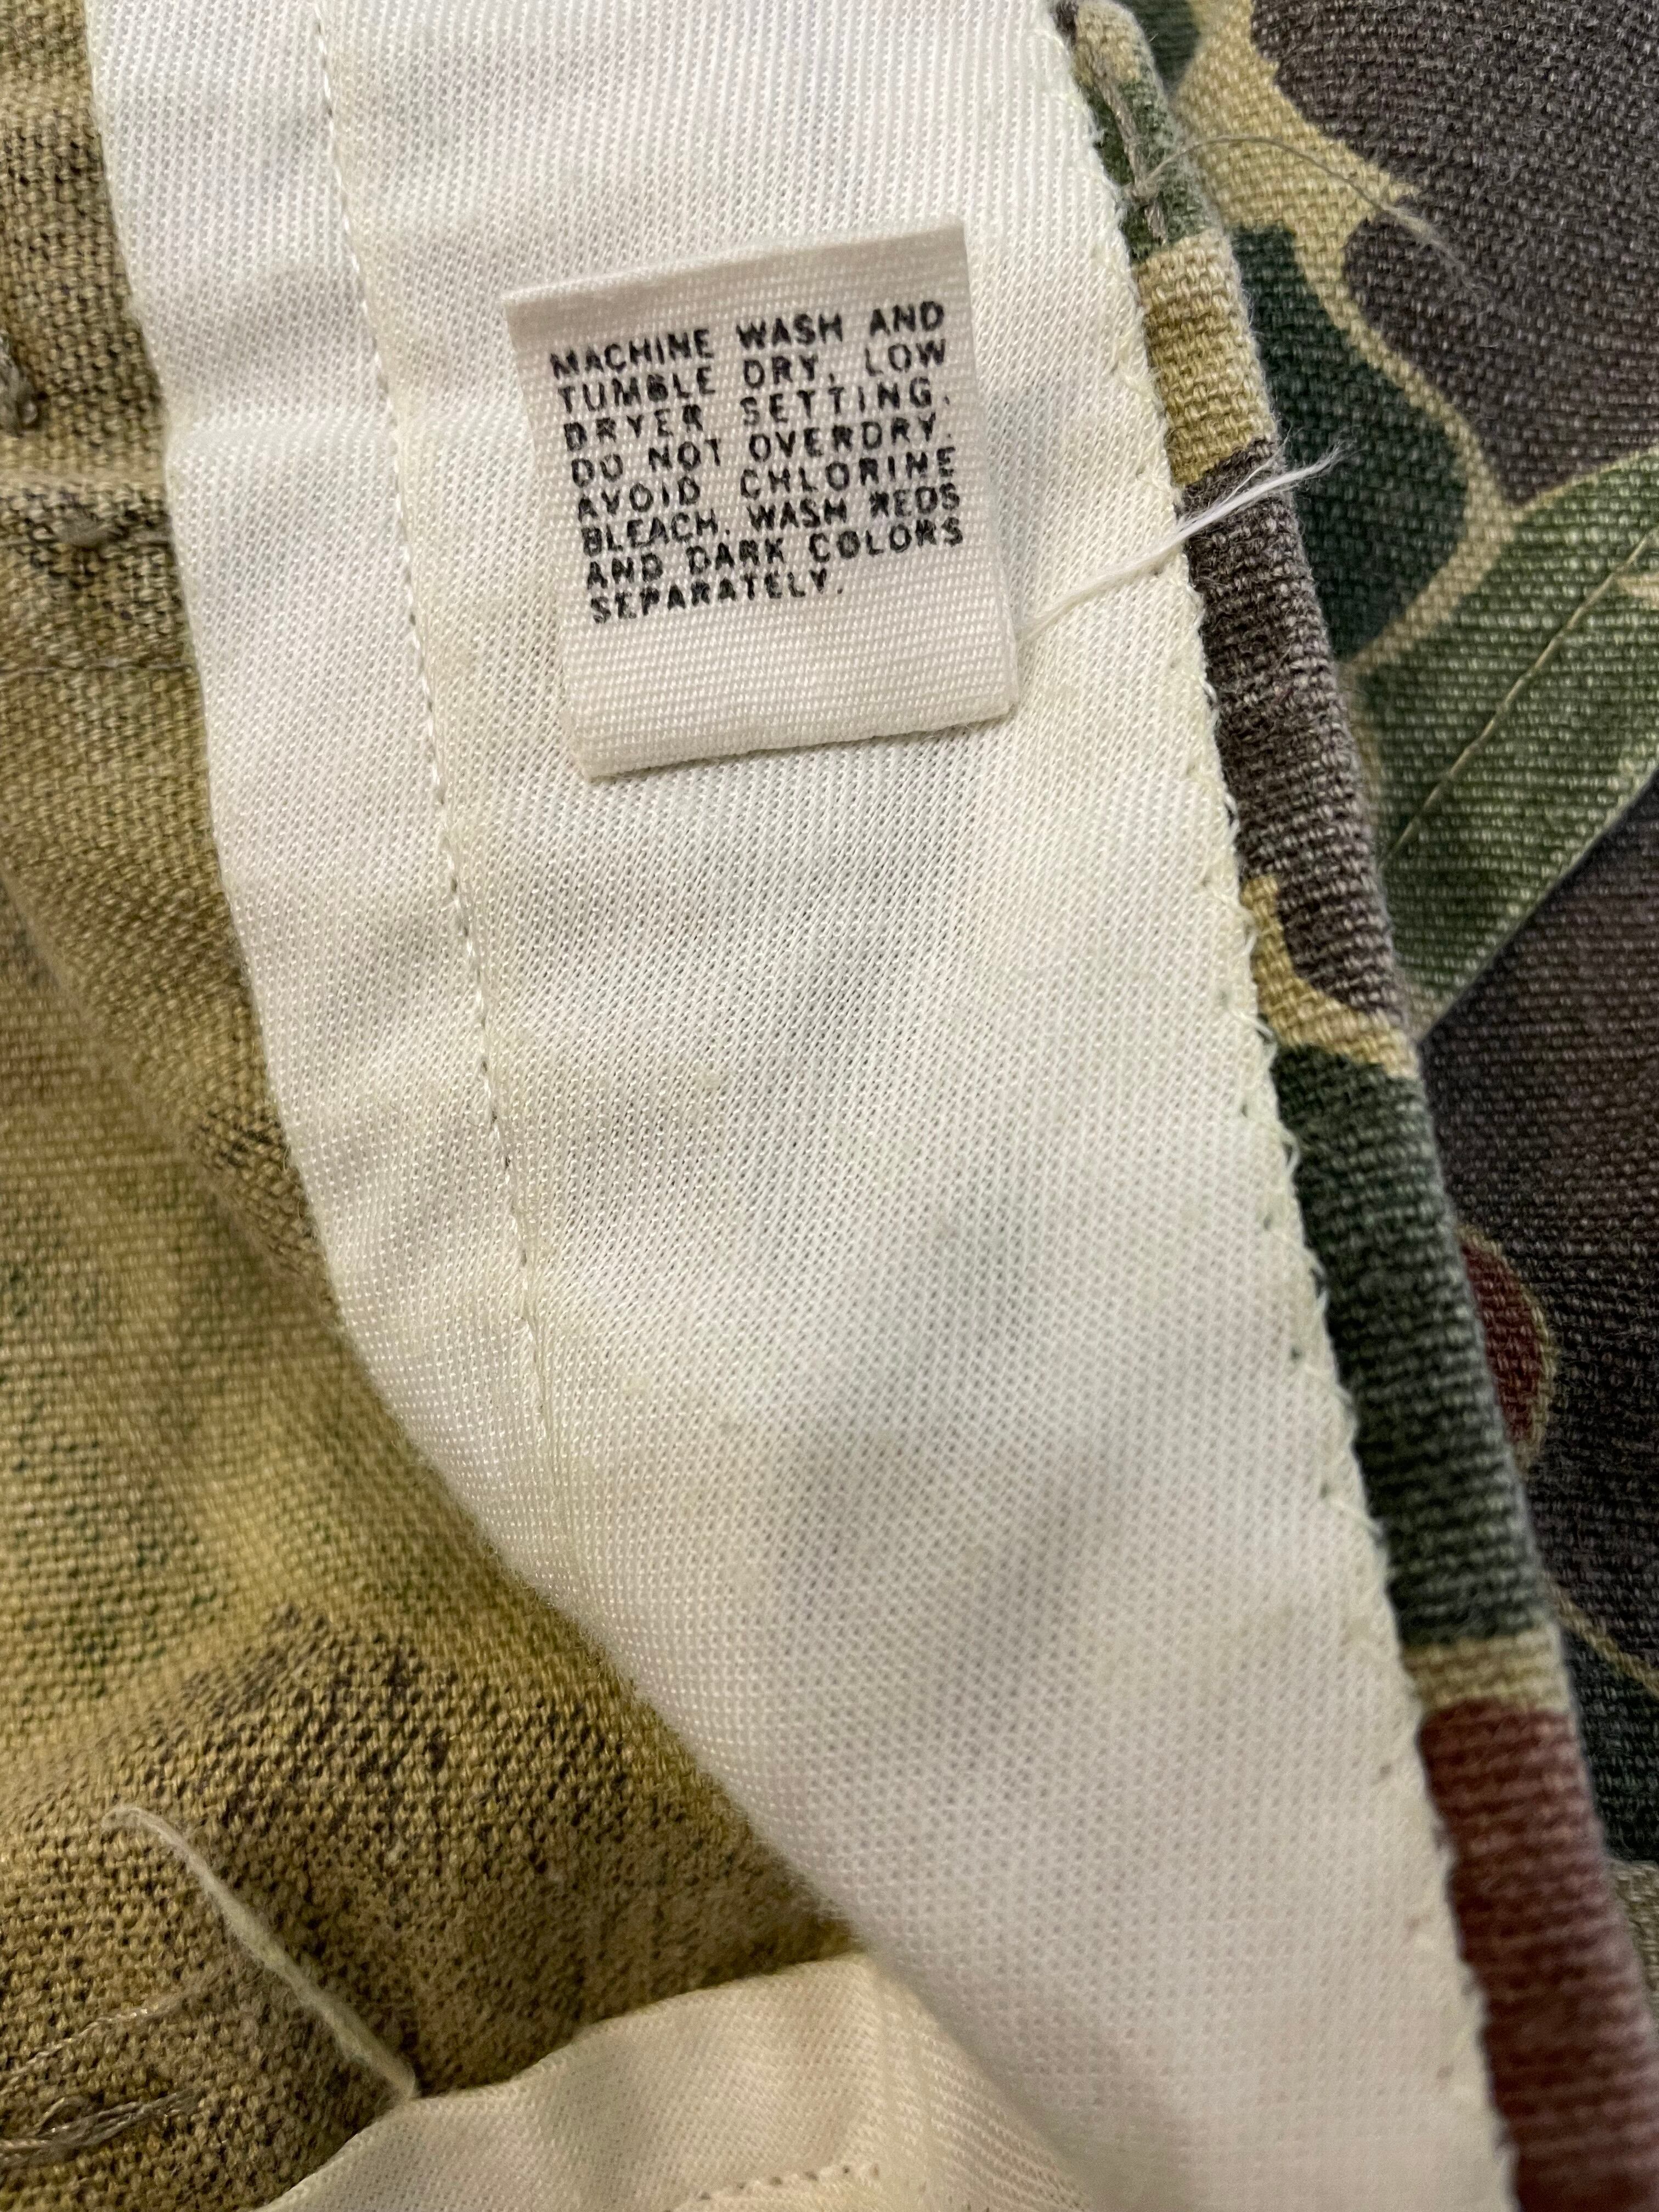 MACHINE WASH AND
TUMBLE DRY, LOW
DRYER SETTING.
DO NOT OVERDRY.
AVOID CHLORINE
BLEACH. WASH REDS
AND DARK COLORS
SEPARATELY.